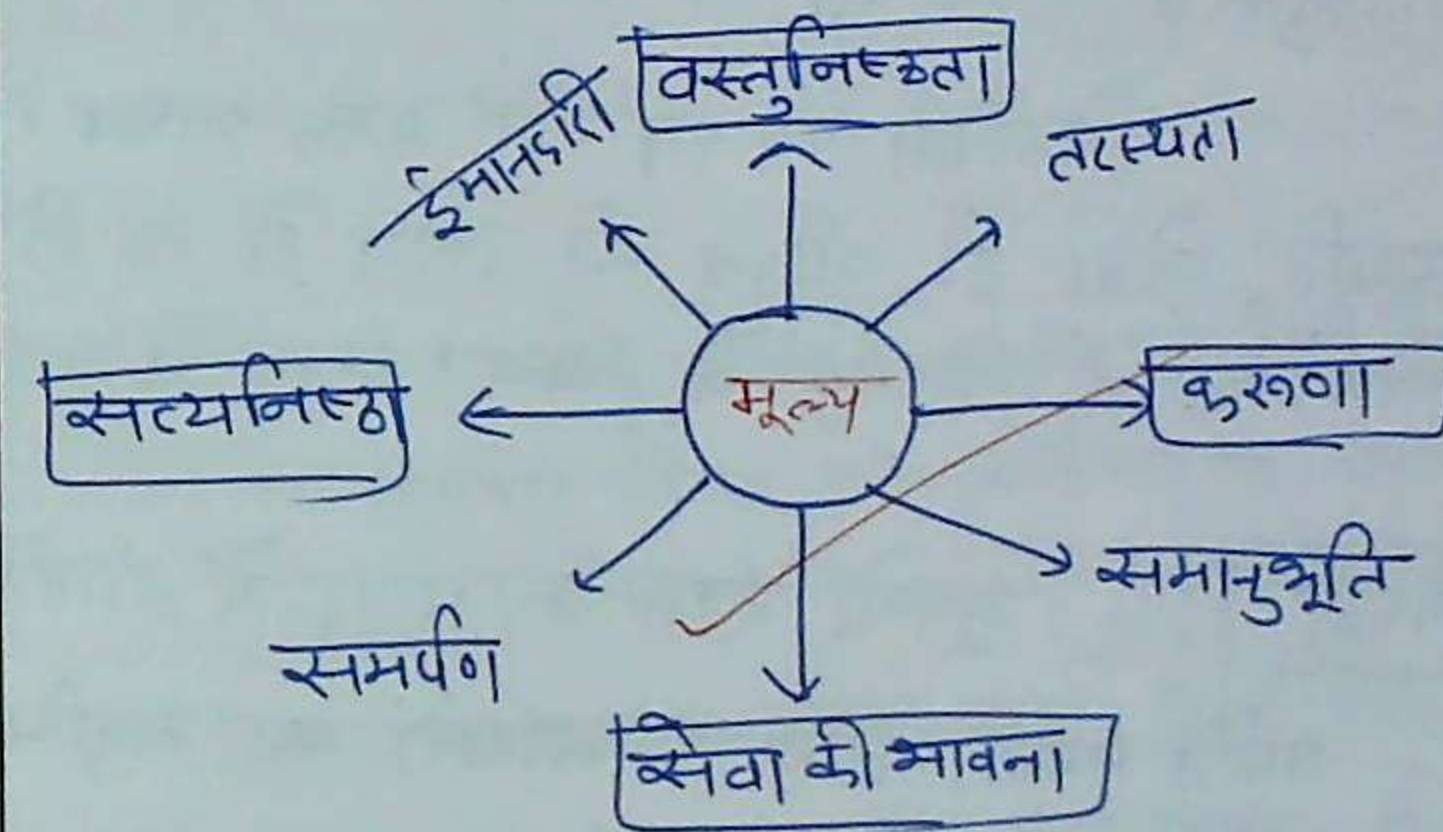 वस्तुनिष्ठता
ईमानदारी
तटस्थता
मूल्य
सत्यनिष्ठा
करूणा
समानुभूति
समर्पण
सेवा की भावना